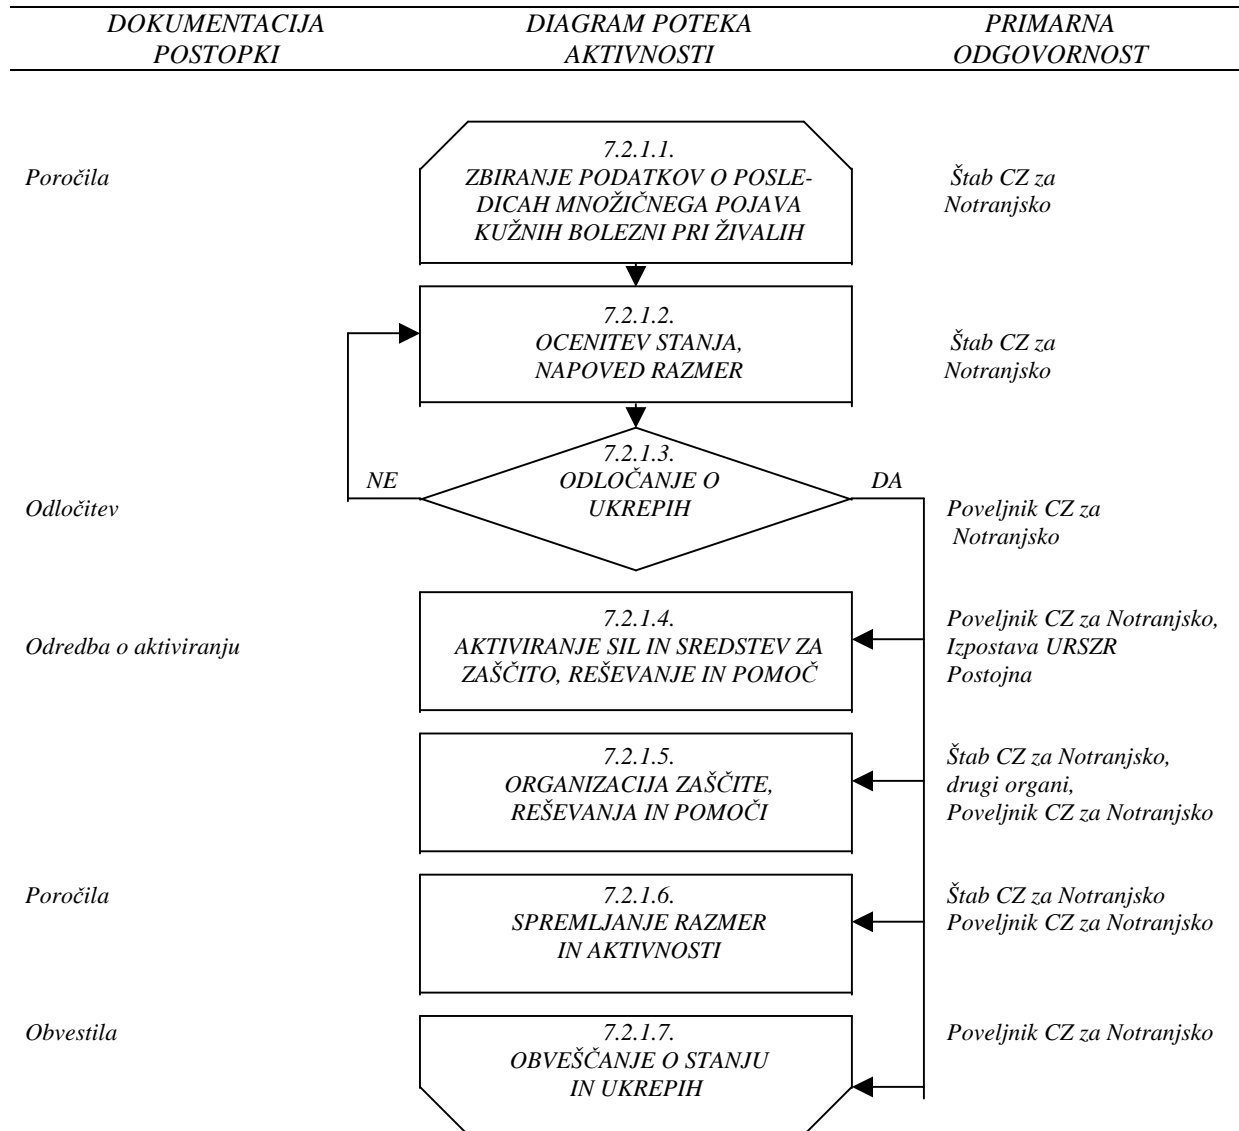 DOKUMENTACIJA
POSTOPKI
DIAGRAM POTEKA
AKTIVNOSTI
PRIMARNA
ODGOVORNOST
Poročila
7.2.1.1.
ZBIRANJE PODATKOV O POSLE-
DICAH MNOŽIČNEGA POJAVA
KUŽNIH BOLEZNI PRI ŽIVALIH
Štab CZ za
Notranjsko
7.2.1.2.
OCENITEV STANJA,
NAPOVED RAZMER
Štab CZ za
Notranjsko
Odločitev
NE
7.2.1.3.
ODLOČANJE O
UKREPIH
DA
Poveljnik CZ za
Notranjsko
Odredba o aktiviranju
7.2.1.4.
AKTIVIRANJE SIL IN SREDSTEV ZA
ZAŠČITO, REŠEVANJE IN POMOČ
Poveljnik CZ za Notranjsko,
Izpostava URSZR
Postojna
7.2.1.5.
ORGANIZACIJA ZAŠČITE,
REŠEVANJA IN POMOČI
Štab CZ za Notranjsko,
drugi organi,
Poveljnik CZ za Notranjsko
Poročila
7.2.1.6.
SPREMLJANJE RAZMER
IN AKTIVNOSTI
Štab CZ za Notranjsko
Poveljnik CZ za Notranjsko
Obvestila
7.2.1.7.
OBVEŠČANJE O STANJU
IN UKREPIH
Poveljnik CZ za Notranjsko